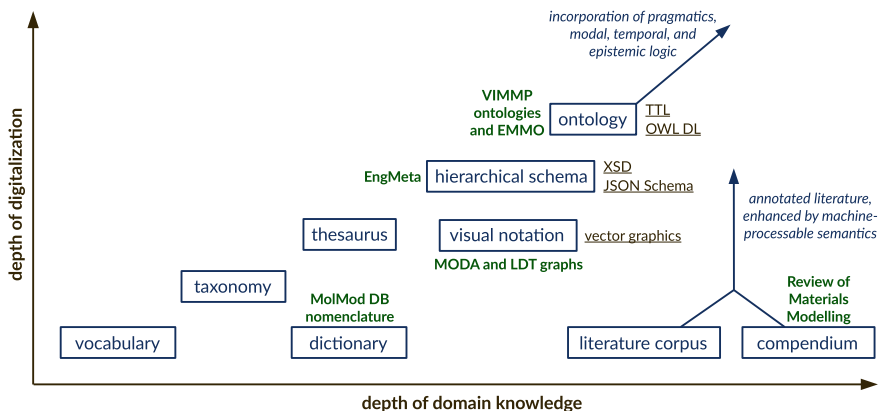 incorporation of pragmatics,
modal, temporal, and
epistemic logic
VIMMP
ontologies
and EMMO
ontology
TTL
OWL DL
EngMeta
hierarchical schema
XSD
JSON Schema
thesaurus
visual notation
vector graphics
MODA and LDT graphs
annotated literature,
enhanced by machine-
processable semantics
taxonomy
MolMod DB
nomenclature
Review of
Materials
Modelling
vocabulary
dictionary
literature corpus
compendium
depth of digitalization
depth of domain knowledge